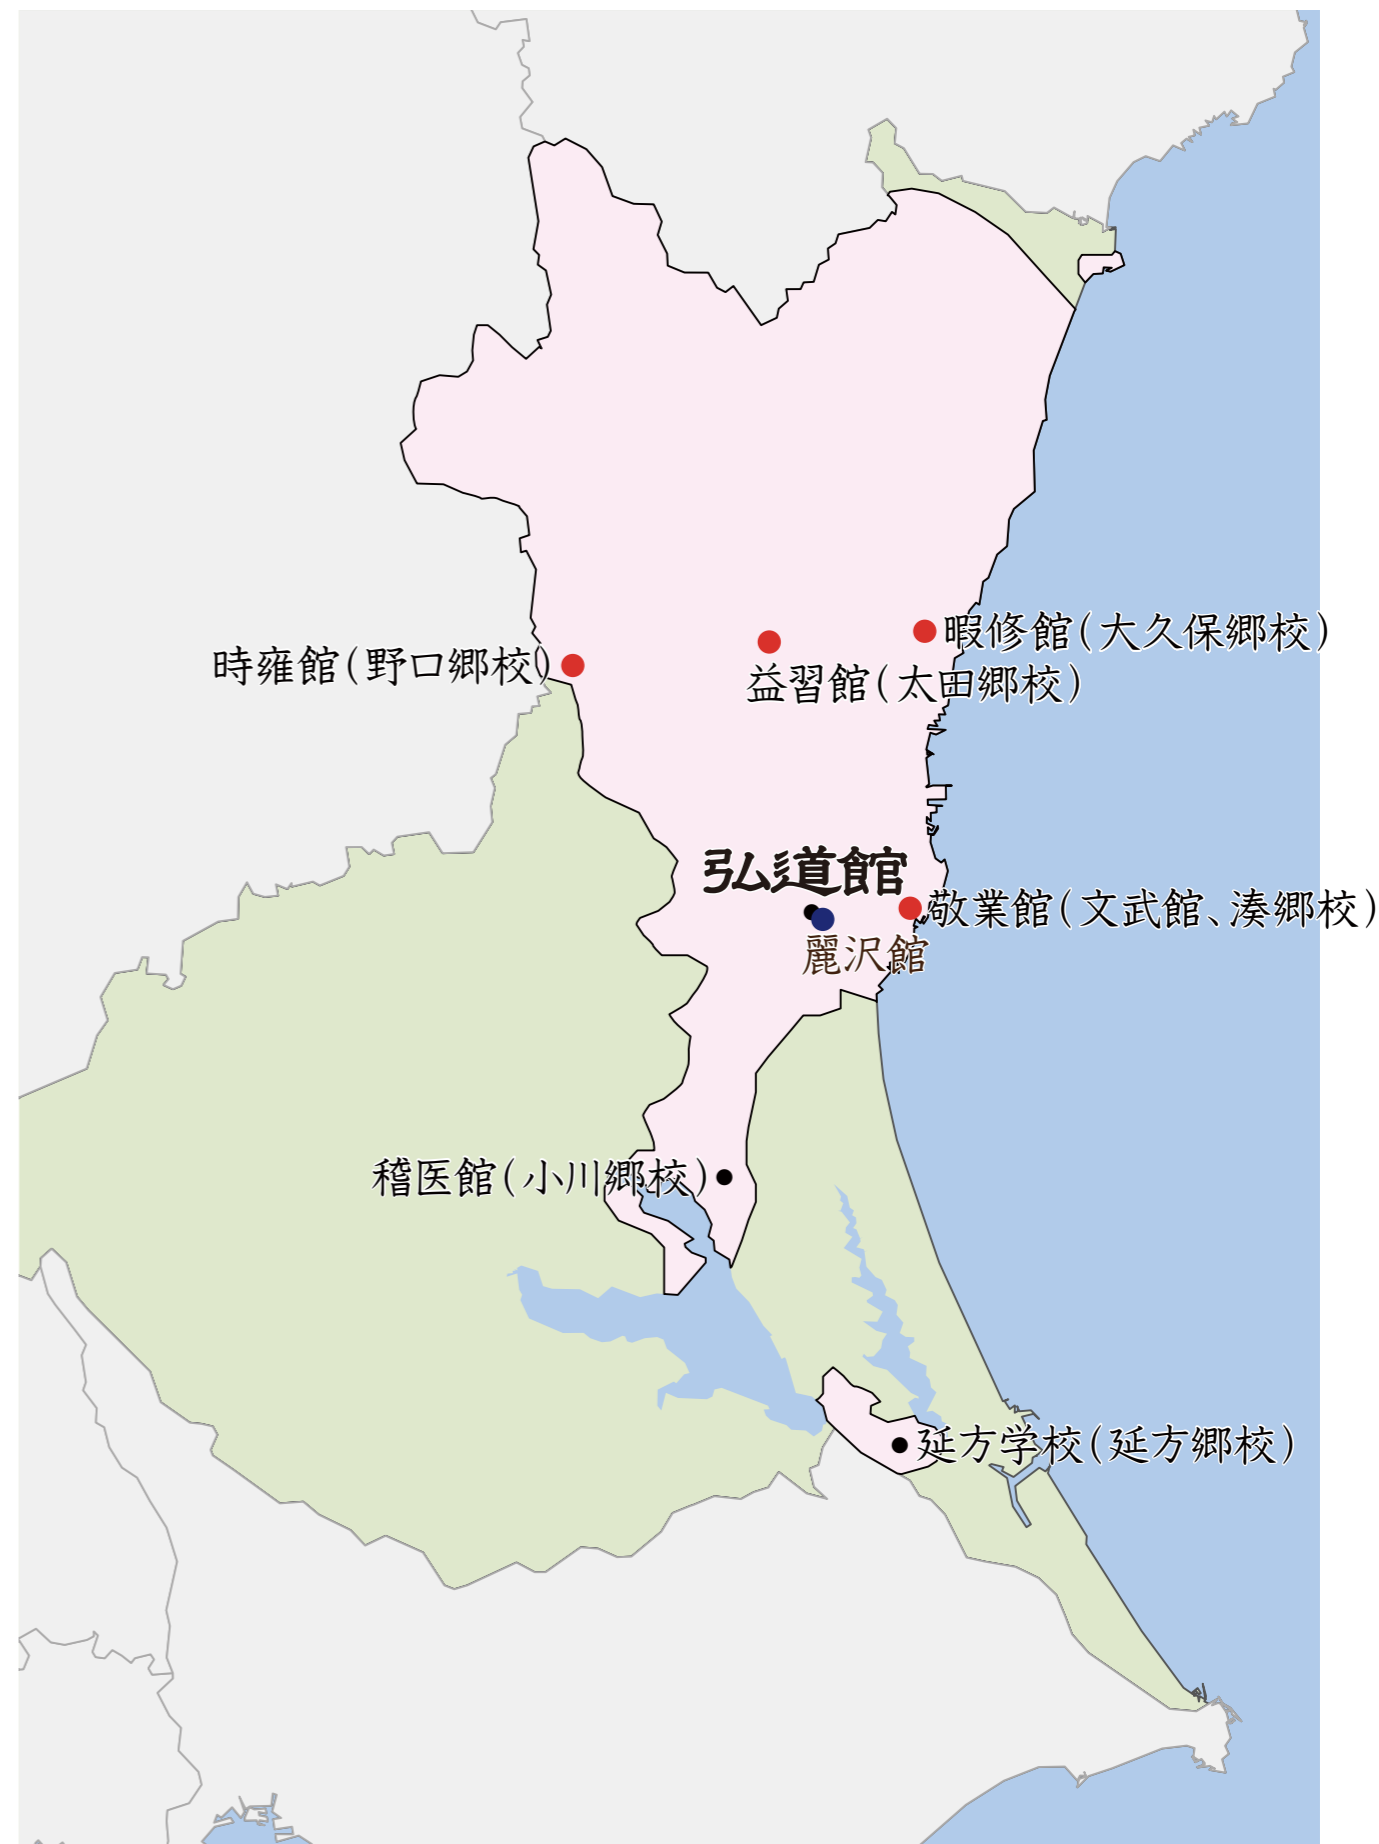 暇修館(大久保郷校)
時雍館(野口郷校)
益習館(太田郷校)
弘道館
敬業館(文武館、湊郷校)
麗沢館
稽医館(小川郷校)
延方学校(延方郷校)